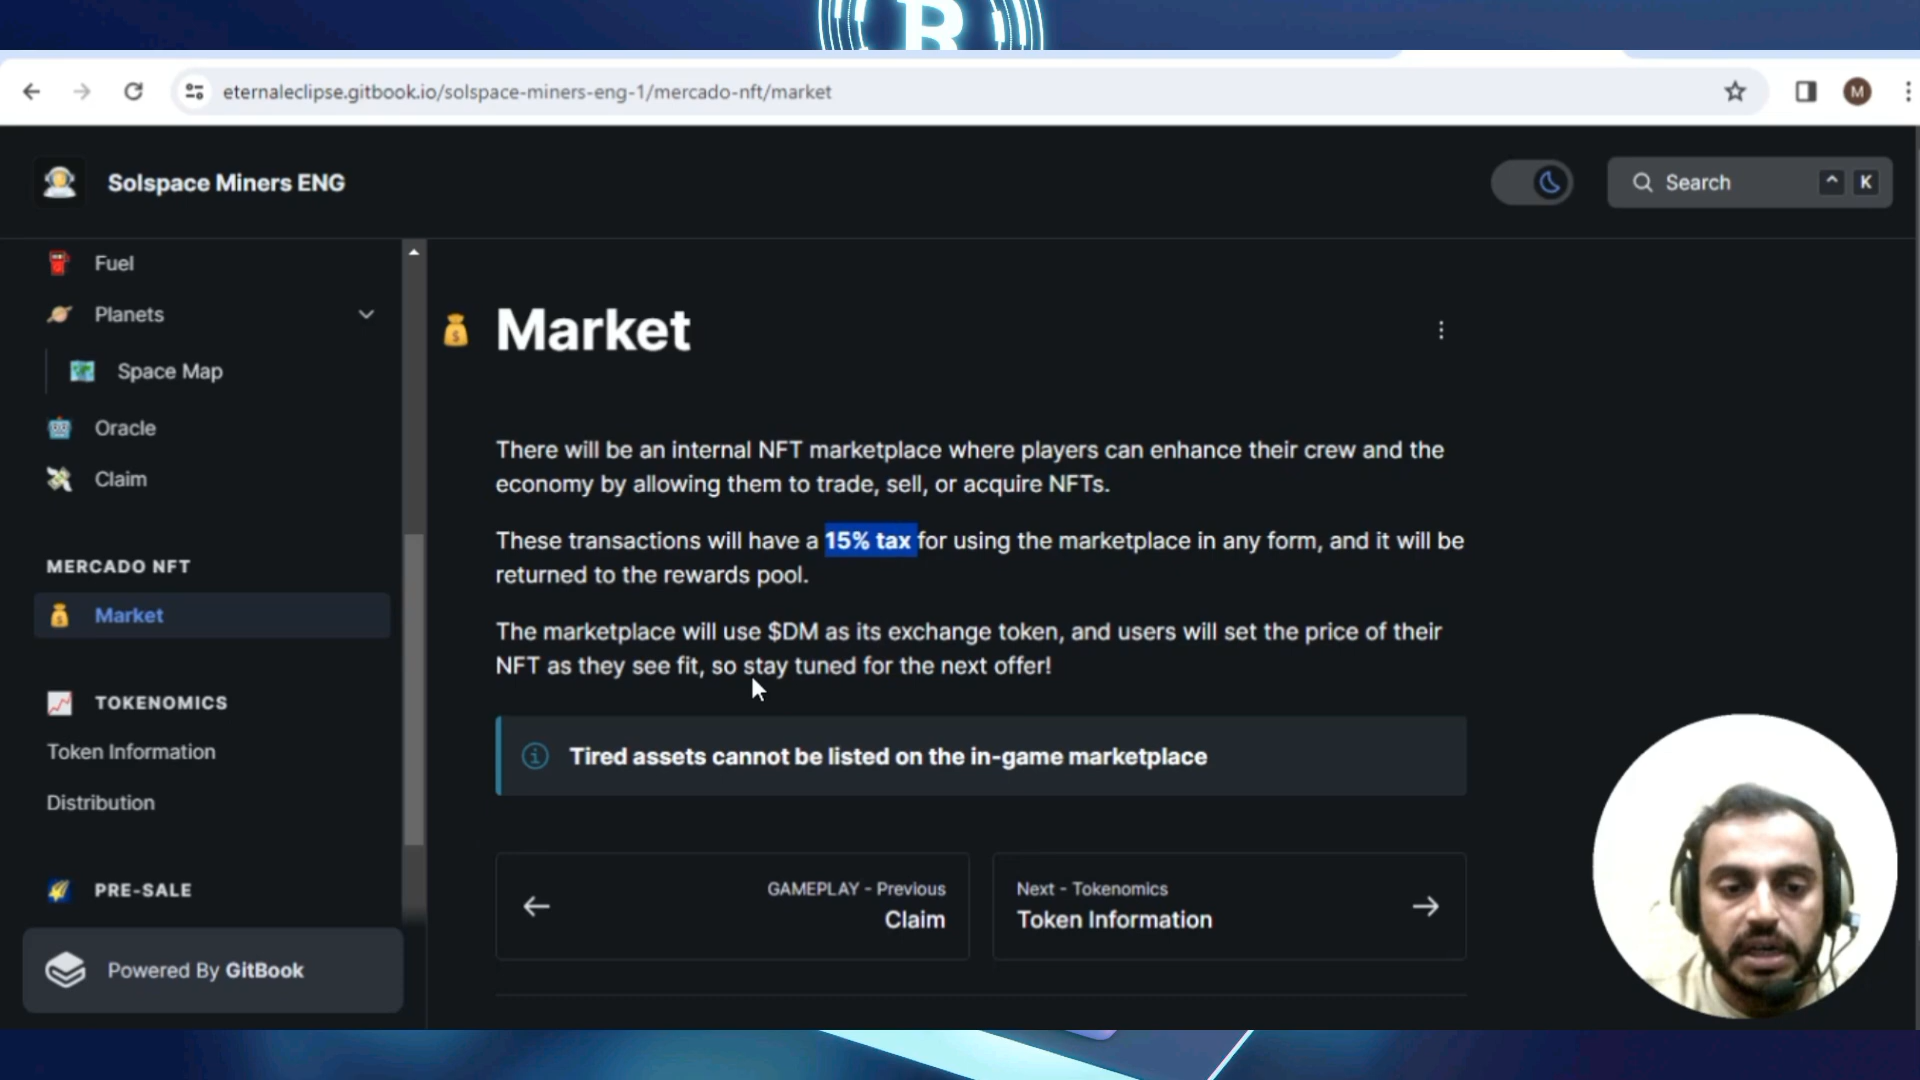 eternaleclipse.gitbook.io/solspace-miners-eng-1/mercado-nft/market
M
Solspace Miners ENG
Search
^ K
Fuel
Planets
Space Map
Oracle
Claim
MERCADO NFT
Market
TOKENOMICS
Token Information
Distribution
PRE-SALE
Powered By GitBook
Market
There will be an internal NFT marketplace where players can enhance their crew and the
economy by allowing them to trade, sell, or acquire NFTs.
These transactions will have a 15% tax for using the marketplace in any form, and it will be
returned to the rewards pool.
The marketplace will use $DM as its exchange token, and users will set the price of their
NFT as they see fit, so stay tuned for the next offer!
Tired assets cannot be listed on the in-game marketplace
GAMEPLAY - Previous
Claim
Next - Tokenomics
Token Information